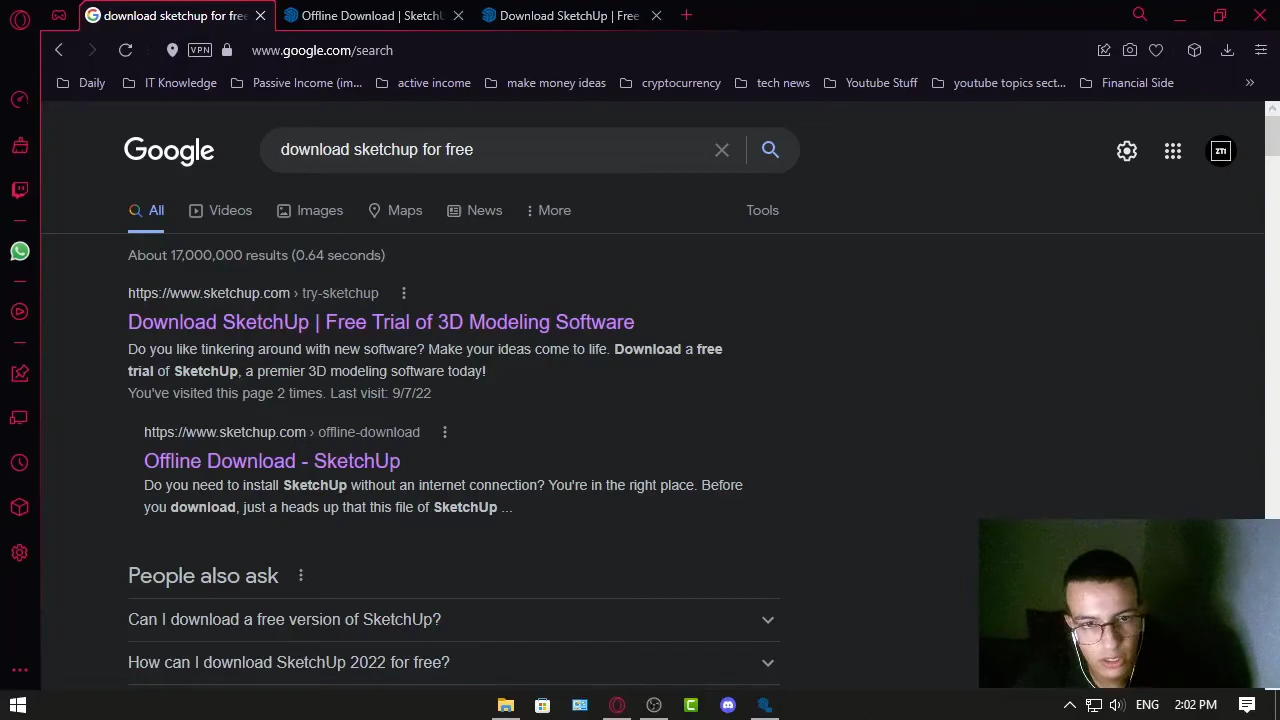 download sketchup for free
Offline Download | SketchU
Download SketchUp | Free
VPN
www.google.com/search
Daily
IT Knowledge
Passive Income (im...
active income
make money ideas
cryptocurrency
tech news
Youtube Stuff
youtube topics sect...
Financial Side
»
Google
download sketchup for free
ZTI
All
Videos
Images
Maps
News
More
Tools
About 17,000,000 results (0.64 seconds)
https://www.sketchup.com › try-sketchup
Download SketchUp | Free Trial of 3D Modeling Software
Do you like tinkering around with new software? Make your ideas come to life. Download a free
trial of SketchUp, a premier 3D modeling software today!
You've visited this page 2 times. Last visit: 9/7/22
https://www.sketchup.com › offline-download
Offline Download - SketchUp
Do you need to install SketchUp without an internet connection? You're in the right place. Before
you download, just a heads up that this file of SketchUp ...
People also ask
Can I download a free version of SketchUp?
How can I download SketchUp 2022 for free?
ENG
2:02 PM